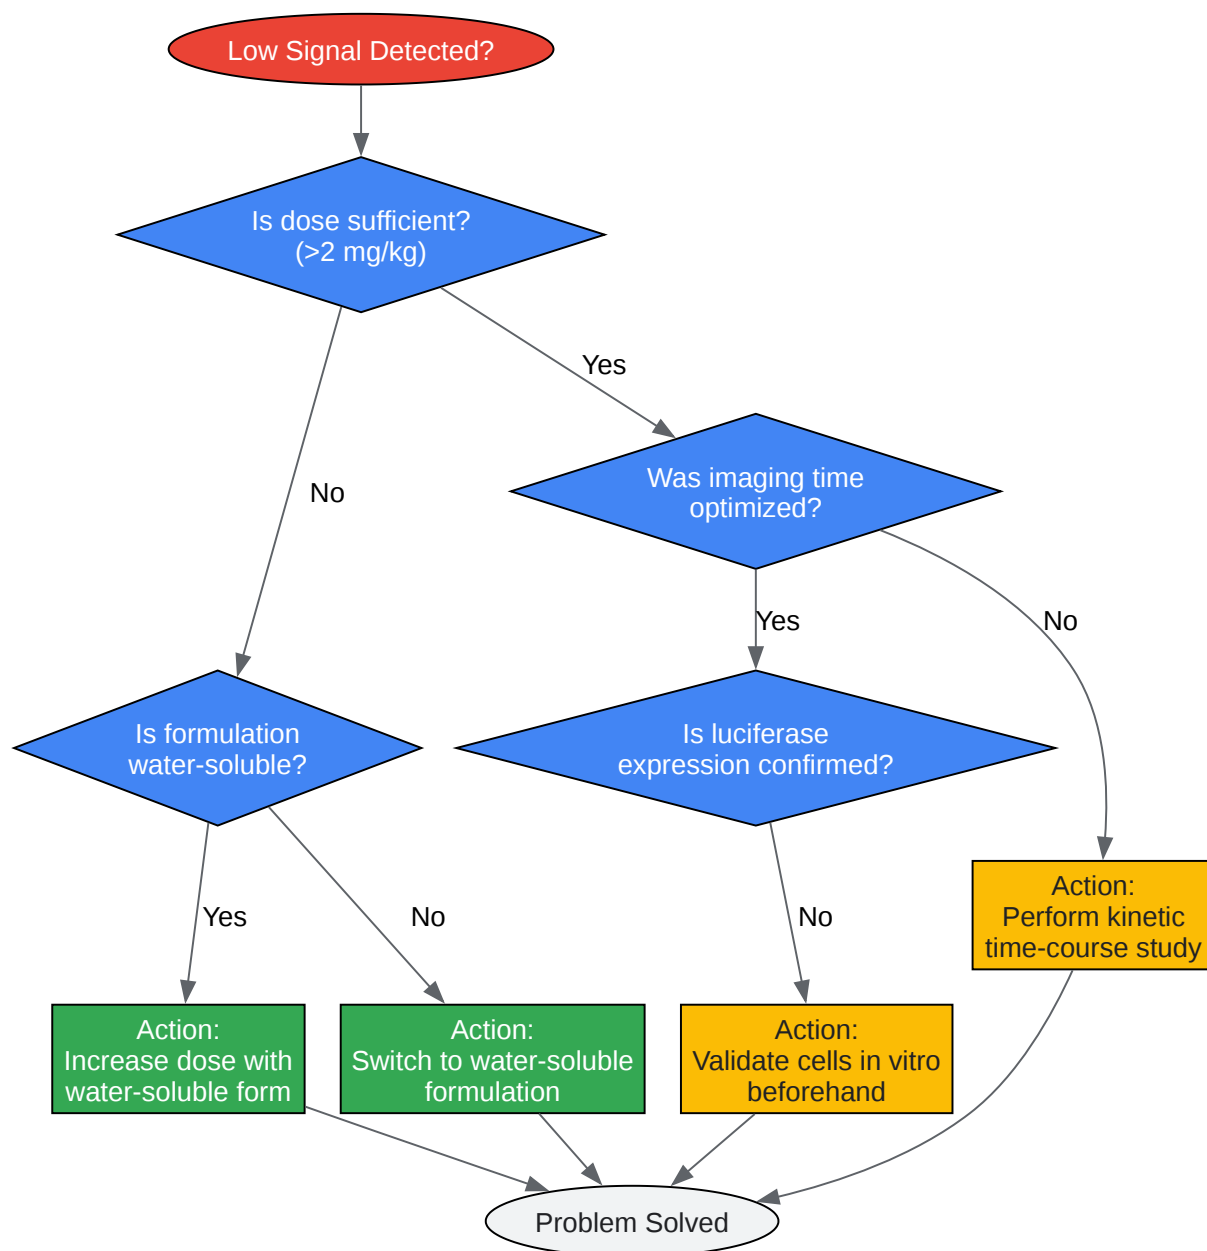 Low Signal Detected?
Is dose sufficient?
(>2 mg/kg)
Yes
No
Was imaging time
optimized?
Yes
No
Is formulation
water-soluble?
Is luciferase
expression confirmed?
Yes
No
No
Action:
Perform kinetic
time-course study
Action:
Increase dose with
water-soluble form
Action:
Switch to water-soluble
formulation
Action:
Validate cells in vitro
beforehand
Problem Solved